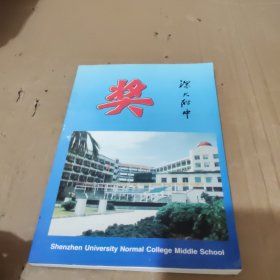 奖
深大附中
Shenzhen University Normal College Middle School